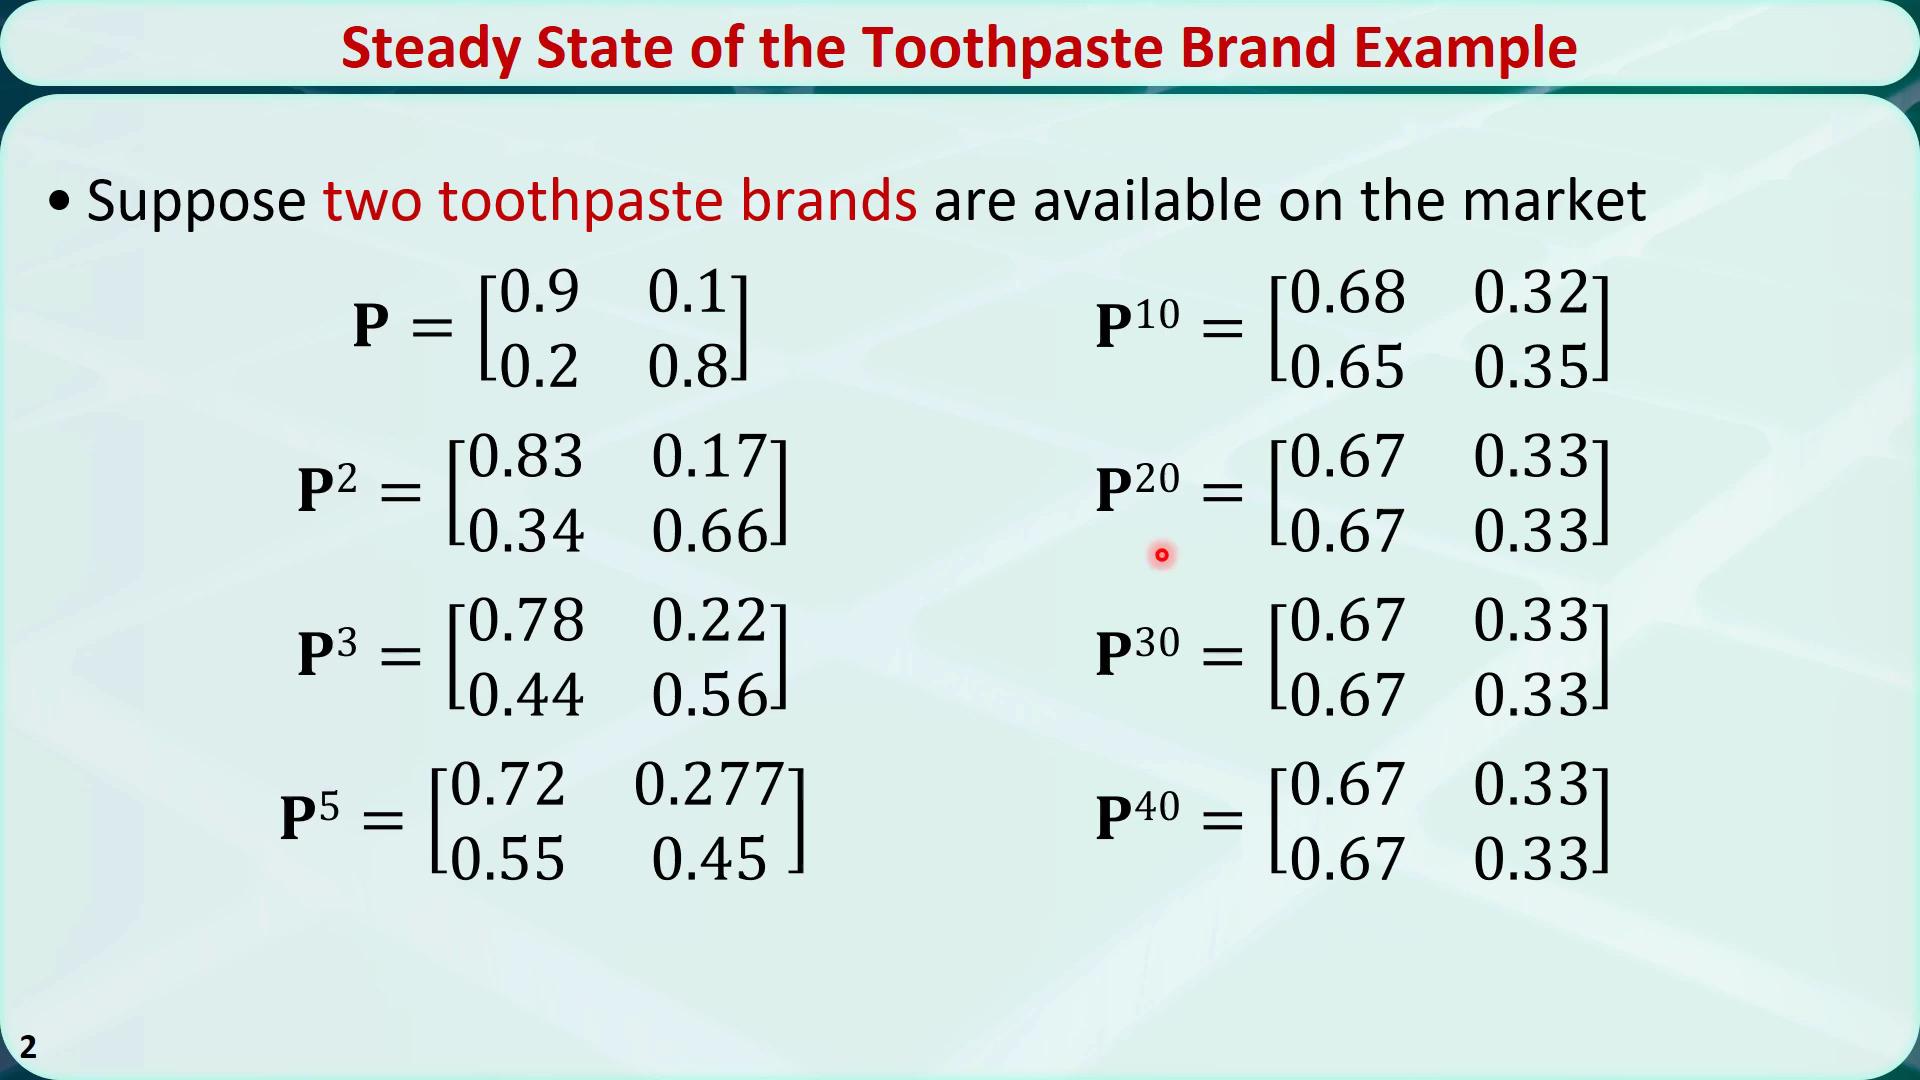 Steady State of the Toothpaste Brand Example
• Suppose two toothpaste brands are available on the market
P = [0.9 0.1
0.2 0.8]
P² = [0.83 0.17
0.34 0.66]
P³ = [0.78 0.22
0.44 0.56]
P⁵ = [0.72 0.277
0.55 0.45]
P¹⁰ = [0.68 0.32
0.65 0.35]
P²⁰ = [0.67 0.33
0.67 0.33]
P³⁰ = [0.67 0.33
0.67 0.33]
P⁴⁰ = [0.67 0.33
0.67 0.33]
2